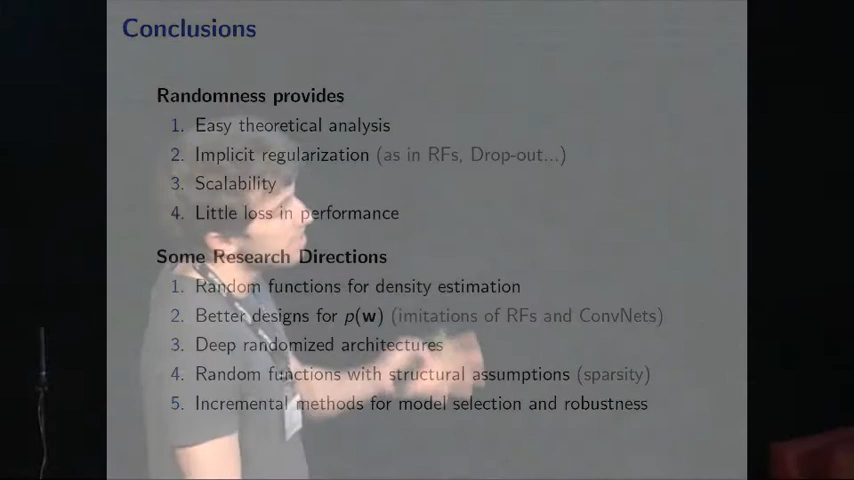 Conclusions
Randomness provides
1. Easy theoretical analysis
2. Implicit regularization (as in RFs, Drop-out...)
3. Scalability
4. Little loss in performance
Some Research Directions
1. Random functions for density estimation
2. Better designs for p(w) (imitations of RFs and ConvNets)
3. Deep randomized architectures
4. Random functions with structural assumptions (sparsity)
5. Incremental methods for model selection and robustness